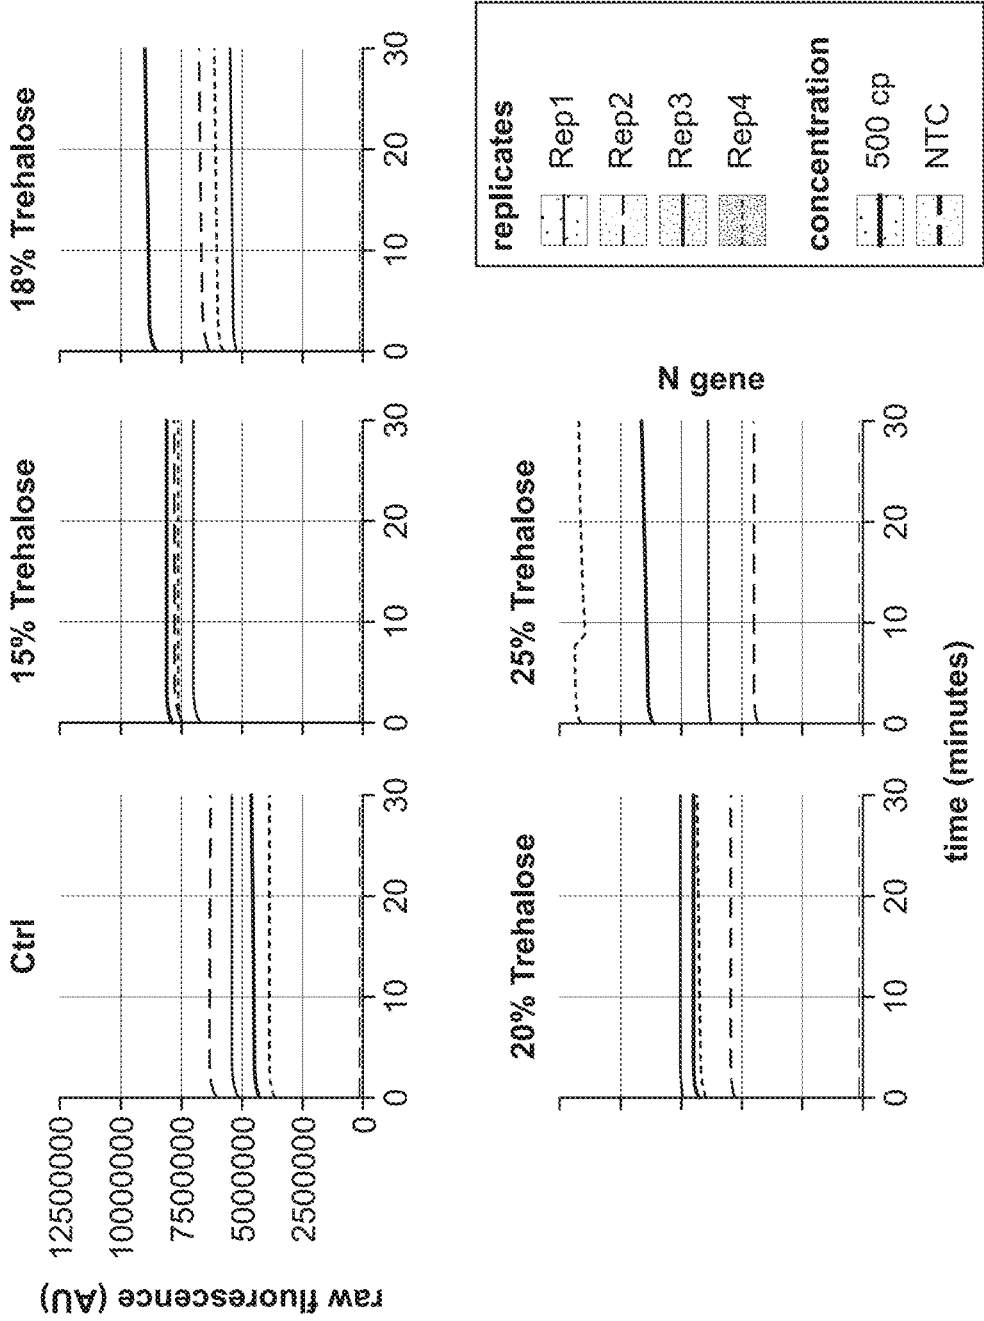 Ctrl
15% Trehalose
18% Trehalose
raw fluorescence (AU)
12500000
10000000
7500000
5000000
2500000
0
0 10 20 30
0 10 20 30
0 10 20 30
20% Trehalose
25% Trehalose
N gene
0 10 20 30
0 10 20 30
time (minutes)
replicates
Rep1
Rep2
Rep3
Rep4
concentration
500 cp
NTC